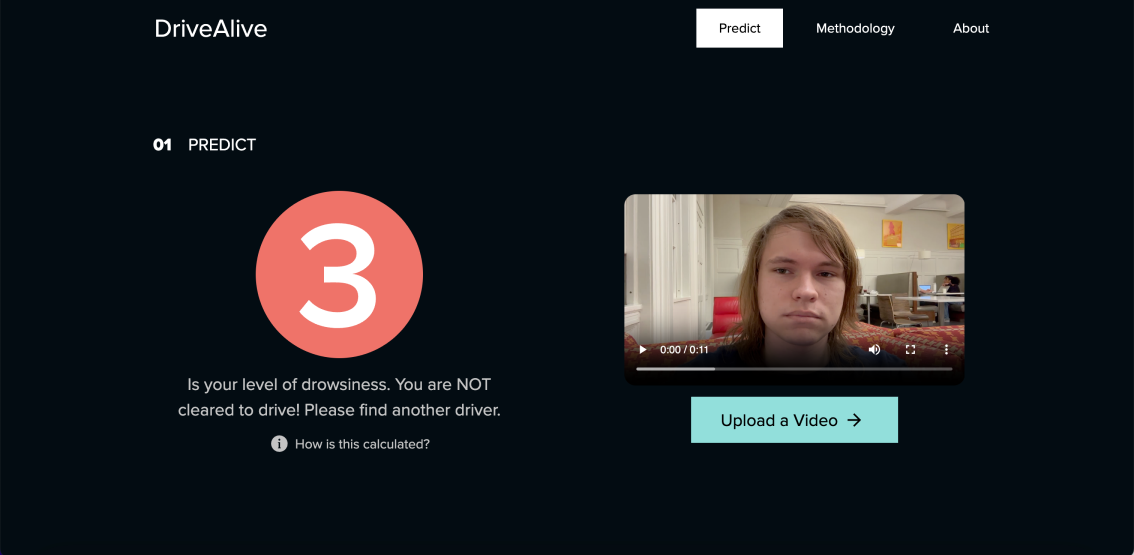 DriveAlive
Predict
Methodology
About
01 PREDICT
3
Is your level of drowsiness. You are NOT
cleared to drive! Please find another driver.
i How is this calculated?
0:00 / 0:11
Upload a Video →